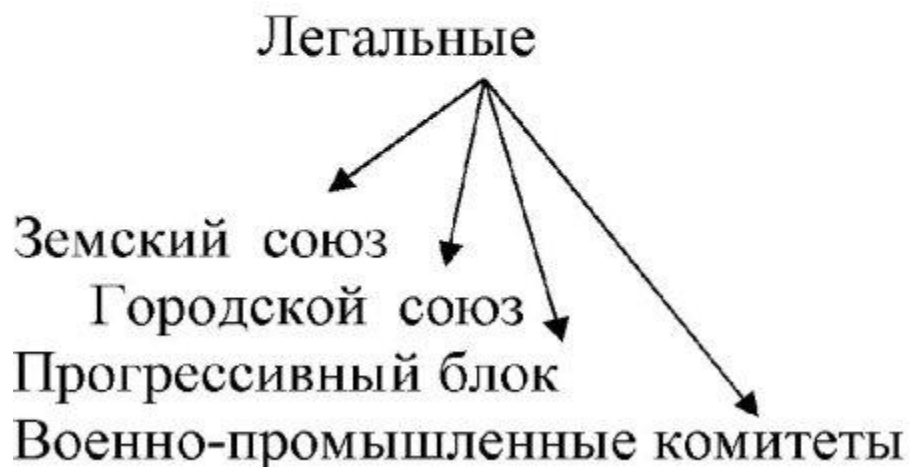 Легальные
Земский союз
Городской союз
Прогрессивный блок
Военно-промышленные комитеты